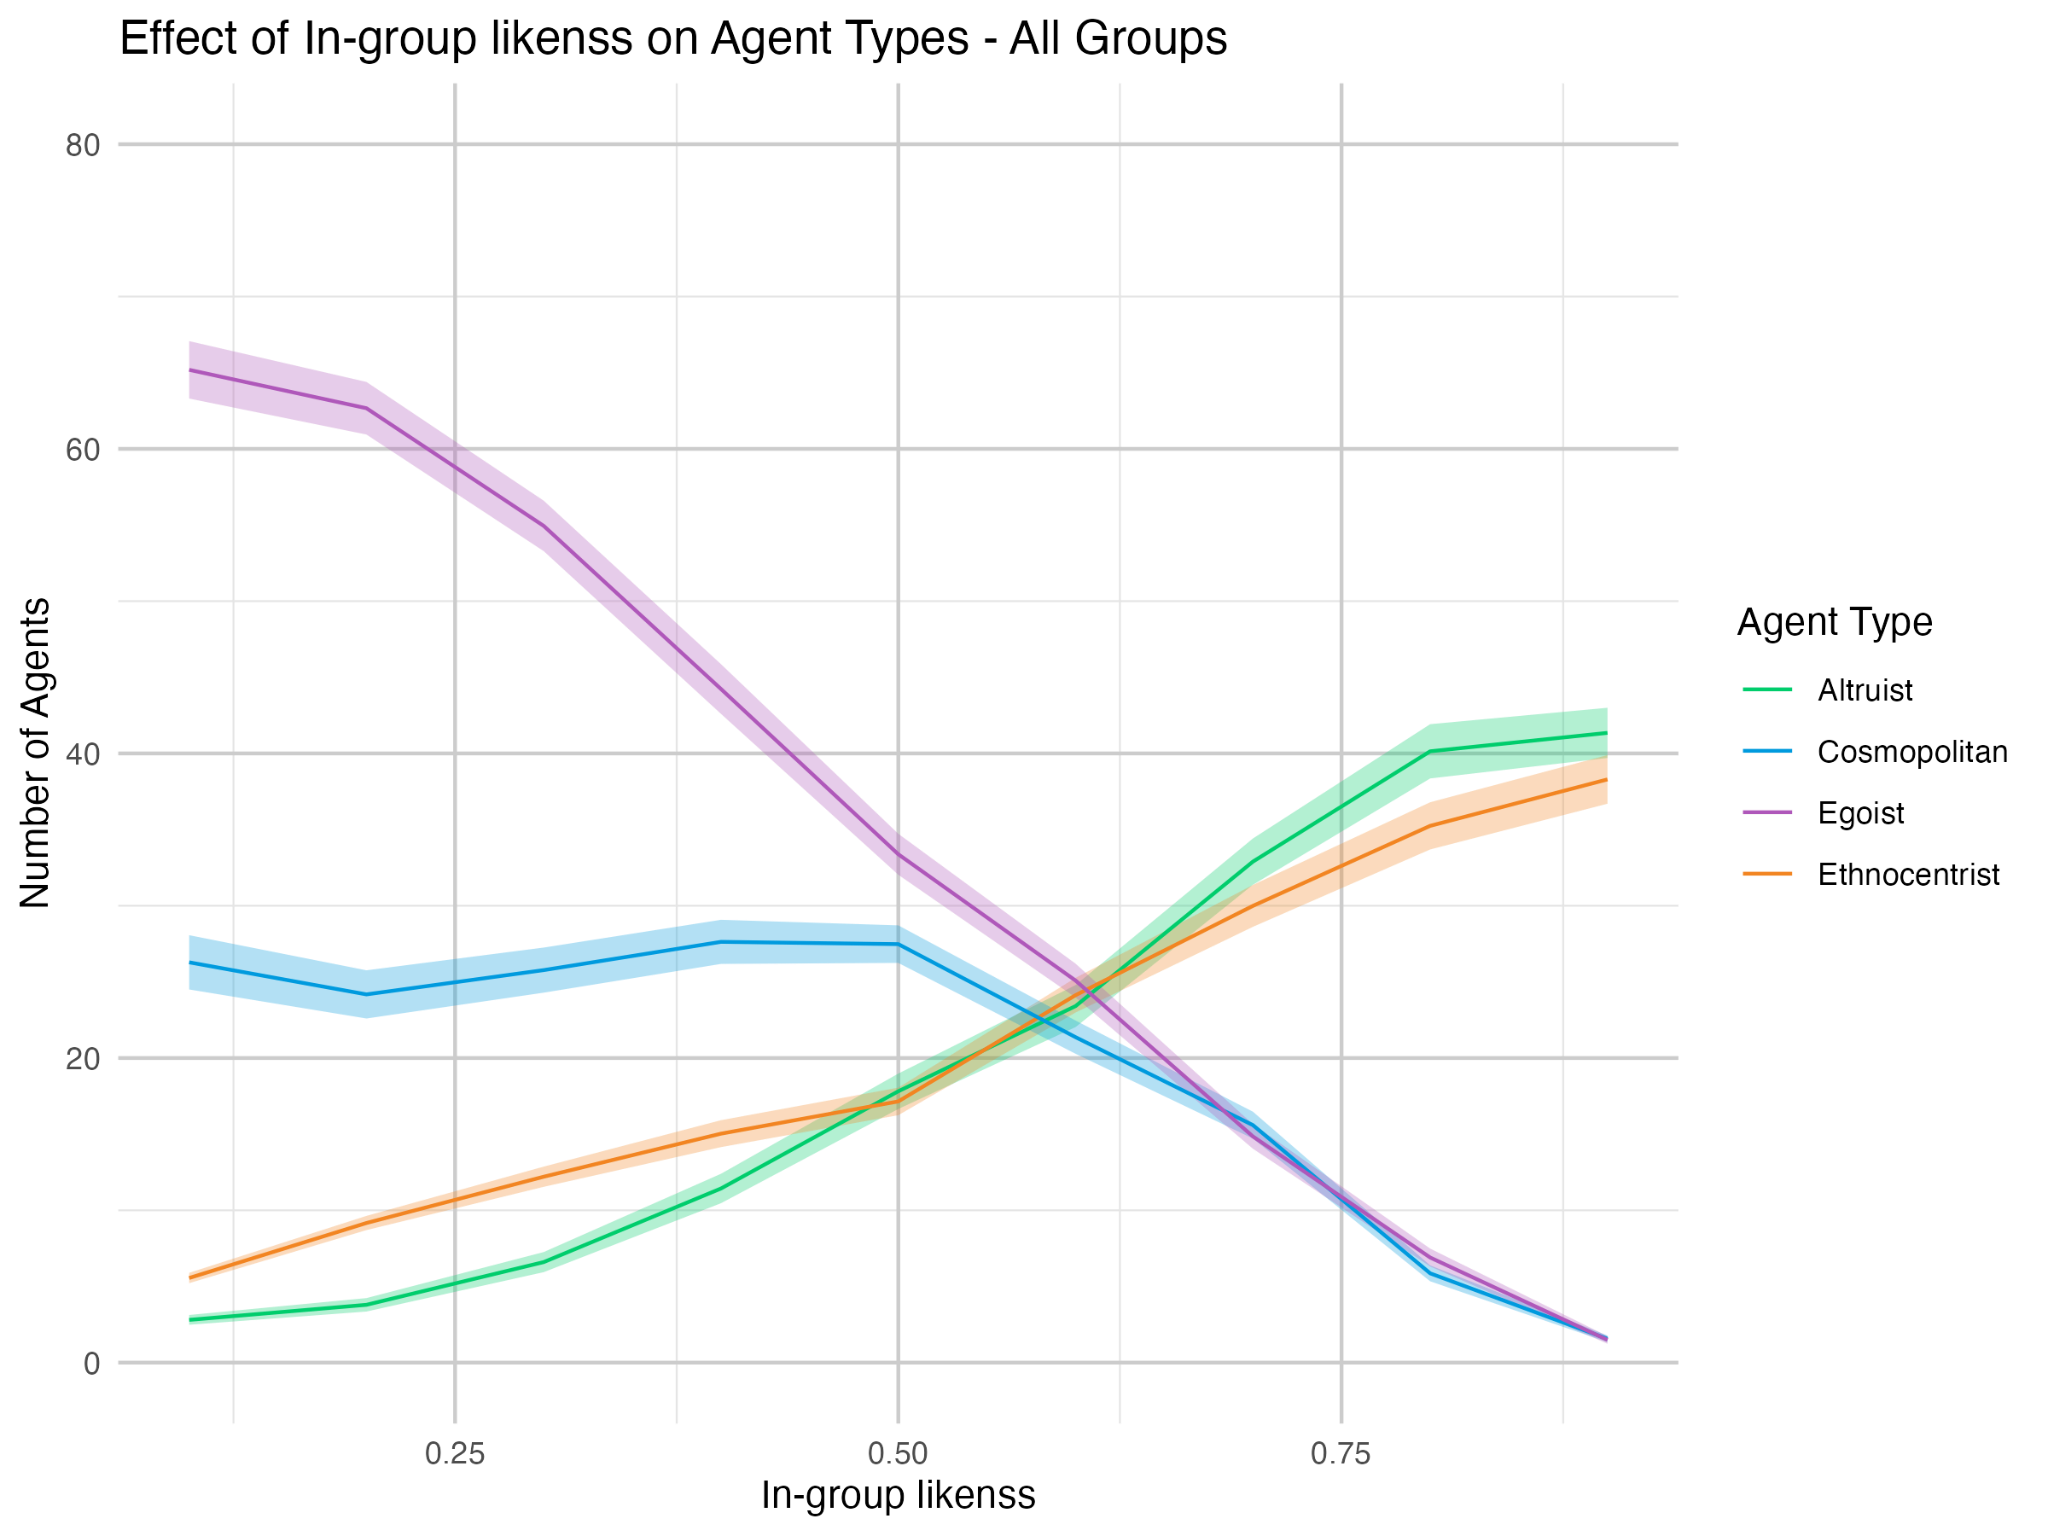 Effect of In-group likenss on Agent Types - All Groups
80
60
40
20
0
Number of Agents
0.25
0.50
0.75
In-group likenss
Agent Type
Altruist
Cosmopolitan
Egoist
Ethnocentrist